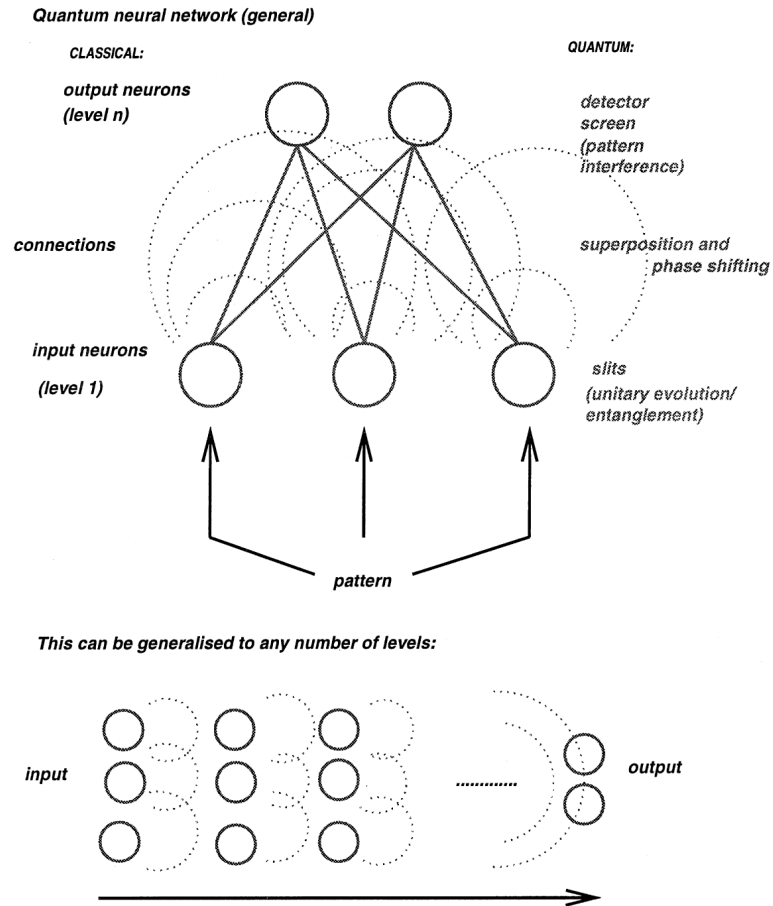 Quantum neural network (general)
CLASSICAL:
QUANTUM:
output neurons
(level n)
detector
screen
(pattern
interference)
connections
superposition and
phase shifting
input neurons
(level 1)
slits
(unitary evolution/
entanglement)
pattern
This can be generalised to any number of levels:
input
.............
output